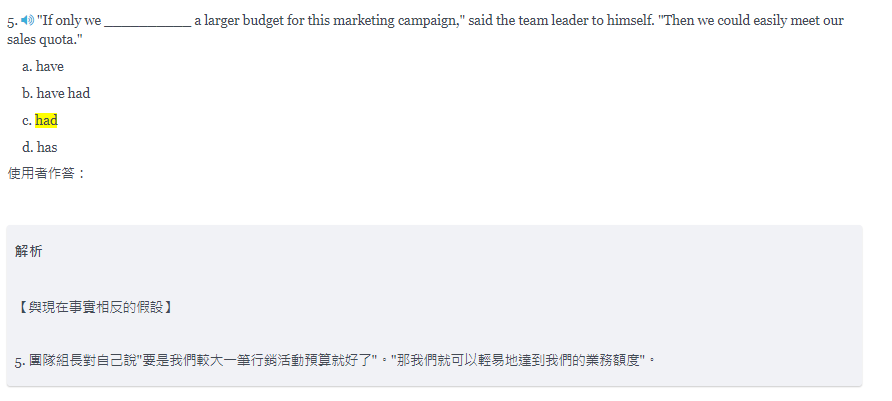 5. "If only we ____________ a larger budget for this marketing campaign," said the team leader to himself. "Then we could easily meet our
sales quota."
a. have
b. have had
c. had
d. has
使用者作答：
解析
【與現在事實相反的假設】
5. 團隊組長對自己說"要是我們較大一筆行銷活動預算就好了"。"那我們就可以輕易地達到我們的業務額度"。